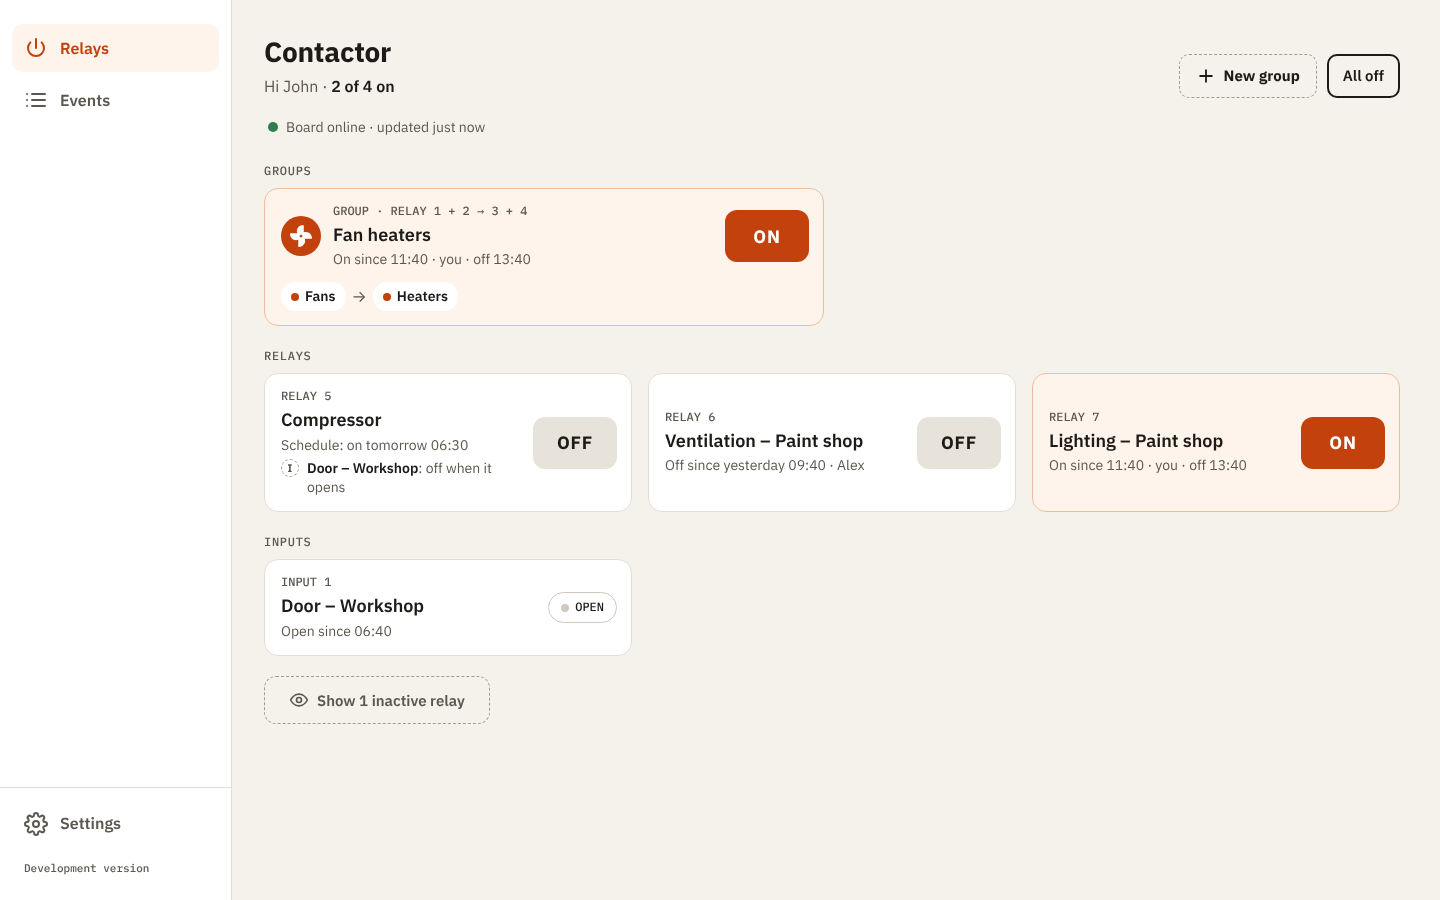 Relays
Events
Contactor
Hi John · 2 of 4 on
New group
All off
Board online · updated just now
GROUPS
GROUP · RELAY 1 + 2 → 3 + 4
Fan heaters
On since 11:40 · you · off 13:40
ON
Fans → Heaters
RELAYS
RELAY 5
Compressor
Schedule: on tomorrow 06:30
I Door – Workshop: off when it
opens
OFF
RELAY 6
Ventilation – Paint shop
Off since yesterday 09:40 · Alex
OFF
RELAY 7
Lighting – Paint shop
On since 11:40 · you · off 13:40
ON
INPUTS
INPUT 1
Door – Workshop
Open since 06:40
OPEN
Show 1 inactive relay
Settings
Development version